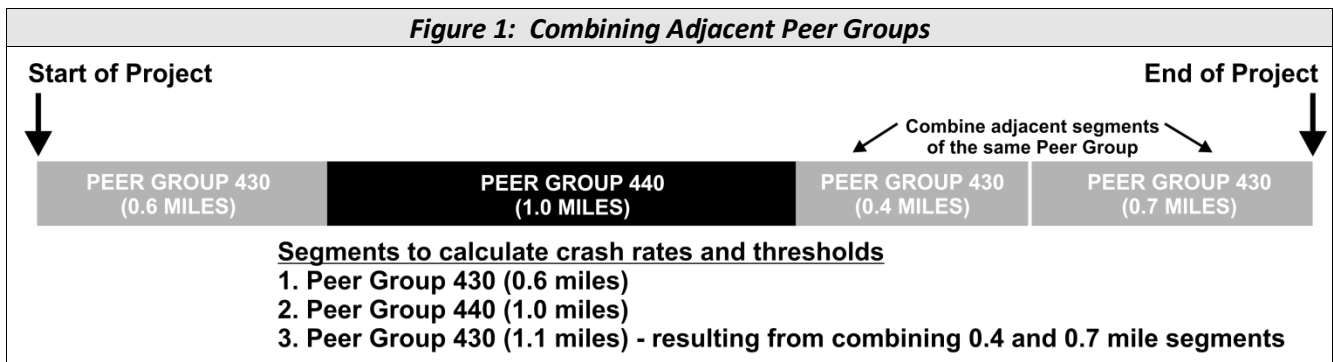 Figure 1: Combining Adjacent Peer Groups
Start of Project
End of Project
Combine adjacent segments
of the same Peer Group
PEER GROUP 430
(0.6 MILES)
PEER GROUP 440
(1.0 MILES)
PEER GROUP 430
(0.4 MILES)
PEER GROUP 430
(0.7 MILES)
Segments to calculate crash rates and thresholds
1. Peer Group 430 (0.6 miles)
2. Peer Group 440 (1.0 miles)
3. Peer Group 430 (1.1 miles) - resulting from combining 0.4 and 0.7 mile segments